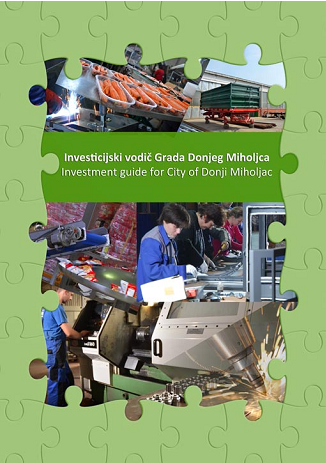 Investicijski vodič Grada Donjeg Miholjca
Investment guide for City of Donji Miholjac